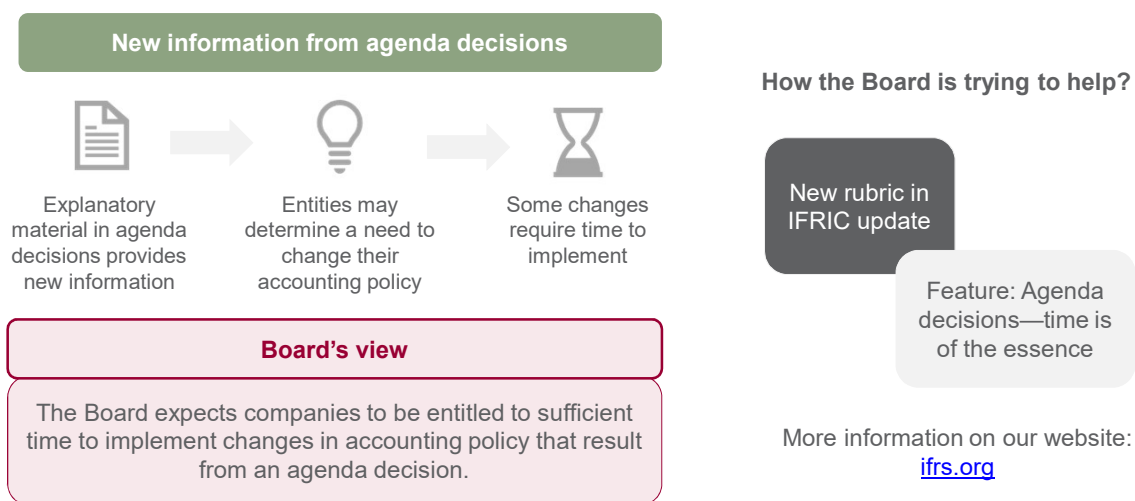 New information from agenda decisions
Explanatory
material in agenda
decisions provides
new information
Entities may
determine a need to
change their
accounting policy
Some changes
require time to
implement
Board's view
The Board expects companies to be entitled to sufficient
time to implement changes in accounting policy that result
from an agenda decision.
How the Board is trying to help?
New rubric in
IFRIC update
Feature: Agenda
decisions—time is
of the essence
More information on our website:
ifrs.org